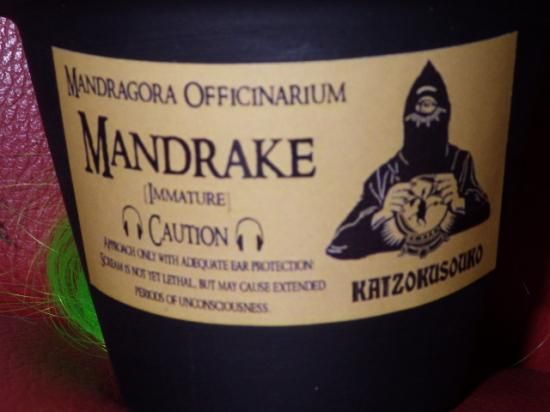 MANDRAGORA OFFICINARIUM
MANDRAKE
[IMMATURE]
CAUTION
APPROACH ONLY WITH ADEQUATE EAR PROTECTION!
SCREAM IS NOT YET LETHAL, BUT MAY CAUSE EXTENDED
PERIODS OF UNCONSCIOUSNESS.
KAIZOKUSOUKO